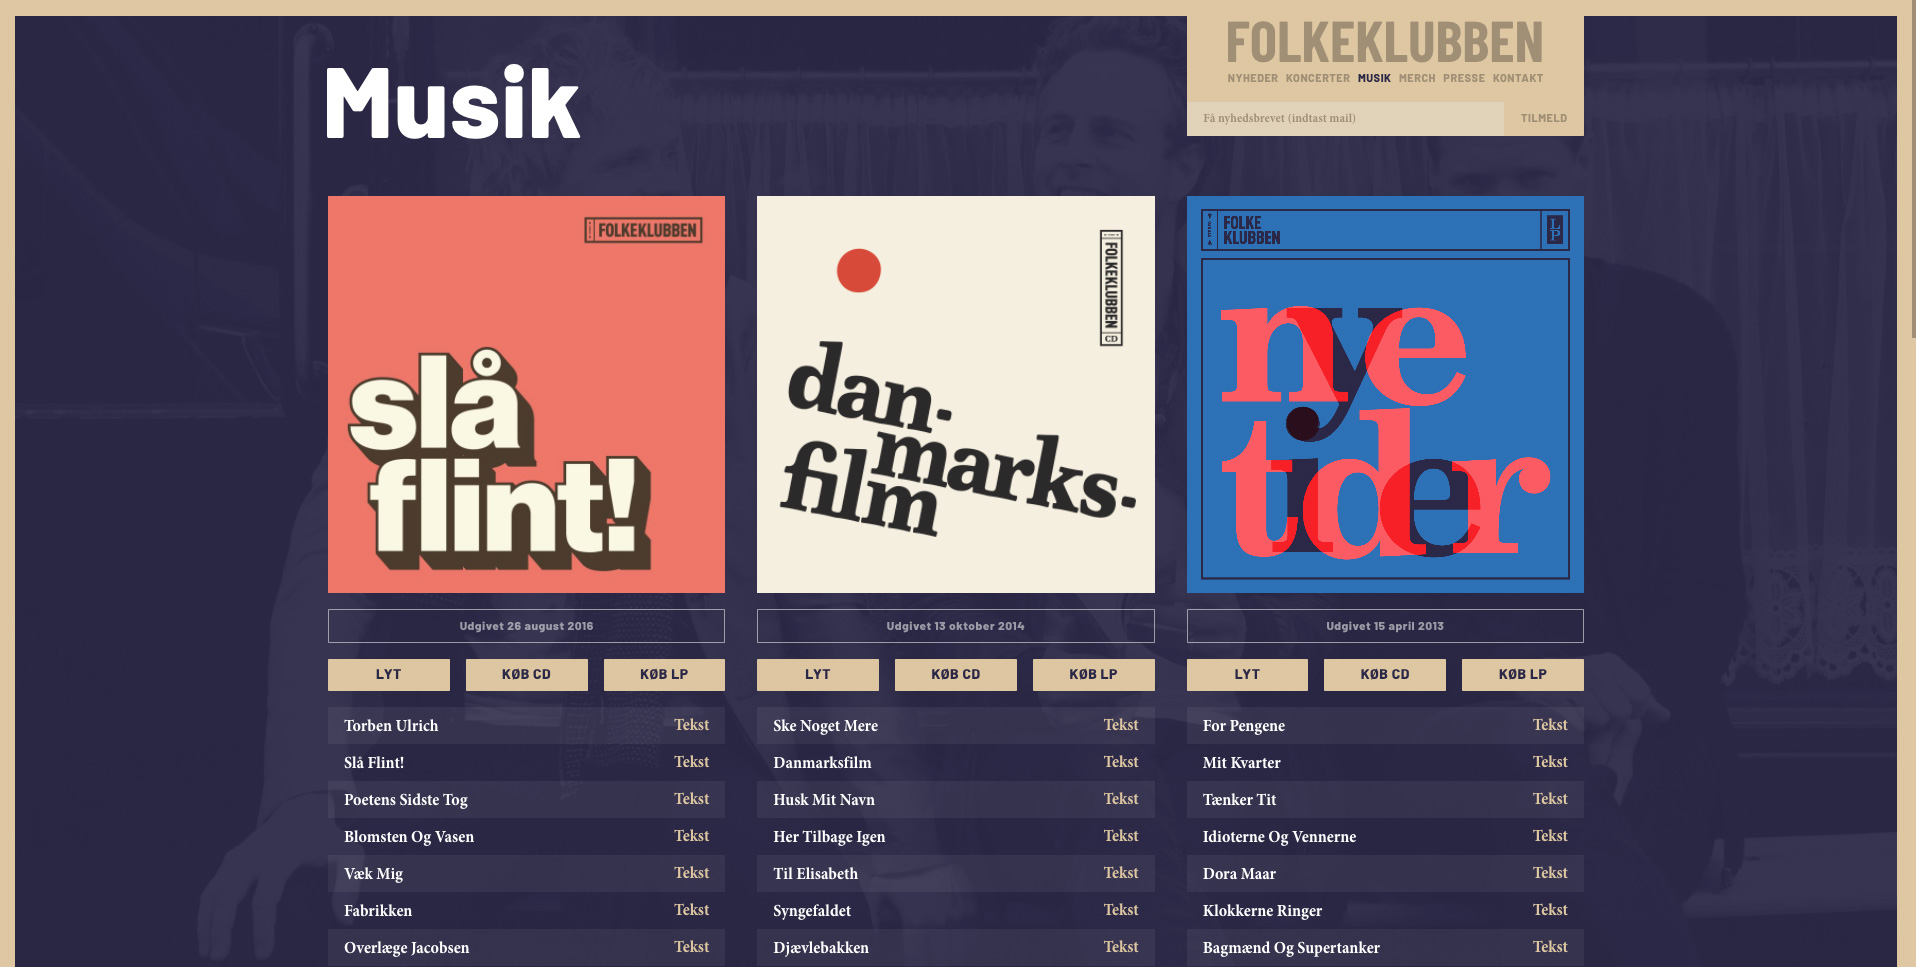 Musik
FOLKEKLUBBEN
NYHEDER KONCERTER MUSIK MERCH PRESSE KONTAKT
Få nyhedsbrevet (indtast mail) TILMELD
FOLKEKLUBBEN
slå
flint!
FOLKEKLUBBEN CD
dan-
marks-
film
FOLKE
KLUBBEN
LP
nye
tider
Udgivet 26 august 2016
LYT KØB CD KØB LP
Torben Ulrich Tekst
Slå Flint! Tekst
Poetens Sidste Tog Tekst
Blomsten Og Vasen Tekst
Væk Mig Tekst
Fabrikken Tekst
Overlæge Jacobsen Tekst
Udgivet 13 oktober 2014
LYT KØB CD KØB LP
Ske Noget Mere Tekst
Danmarksfilm Tekst
Husk Mit Navn Tekst
Her Tilbage Igen Tekst
Til Elisabeth Tekst
Syngefaldet Tekst
Djævlebakken Tekst
Udgivet 15 april 2013
LYT KØB CD KØB LP
For Pengene Tekst
Mit Kvarter Tekst
Tænker Tit Tekst
Idioterne Og Vennerne Tekst
Dora Maar Tekst
Klokkerne Ringer Tekst
Bagmænd Og Supertanker Tekst